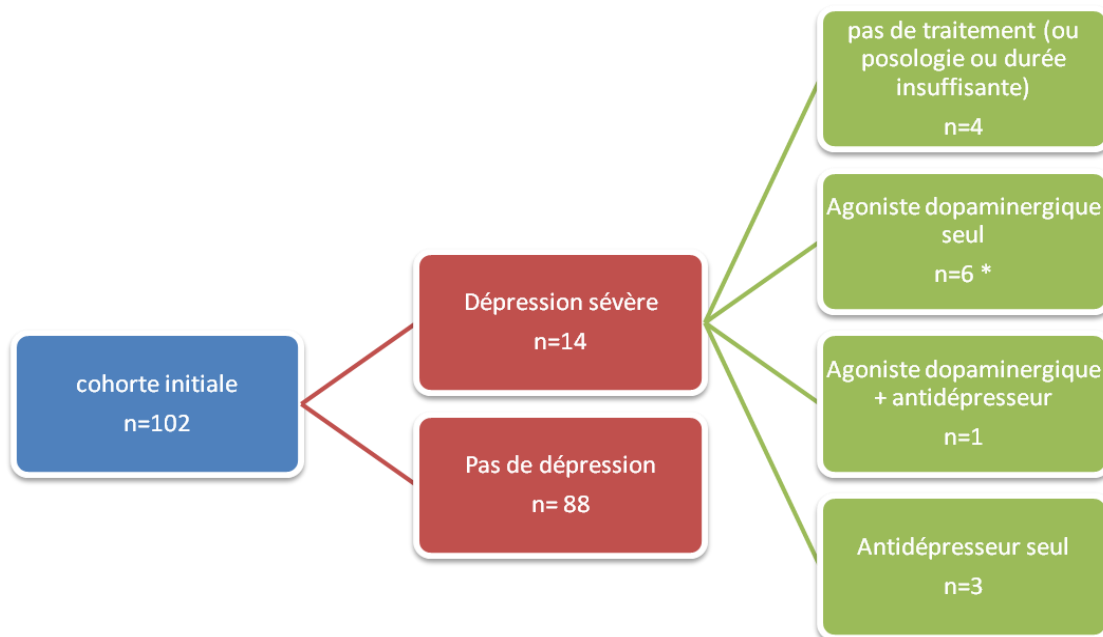 cohorte initiale
n=102
Dépression sévère
n=14
Pas de dépression
n= 88
pas de traitement (ou
posologie ou durée
insuffisante)
n=4
Agoniste dopaminergique
seul
n=6 *
Agoniste dopaminergique
+ antidépresseur
n=1
Antidépresseur seul
n=3